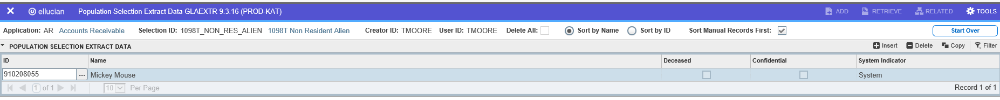 ✕ ellucian Population Selection Extract Data GLAEXTR 9.3.16 (PROD-KAT) ADD RETRIEVE RELATED TOOLS
Application: AR Accounts Receivable Selection ID: 1098T_NON_RES_ALIEN 1098T Non Resident Alien Creator ID: TMOORE User ID: TMOORE Delete All: Sort by Name Sort by ID Sort Manual Records First: Start Over
POPULATION SELECTION EXTRACT DATA Insert Delete Copy Filter
ID Name Deceased Confidential System Indicator
910208055 ... Mickey Mouse System
1 of 1 10 Per Page Record 1 of 1